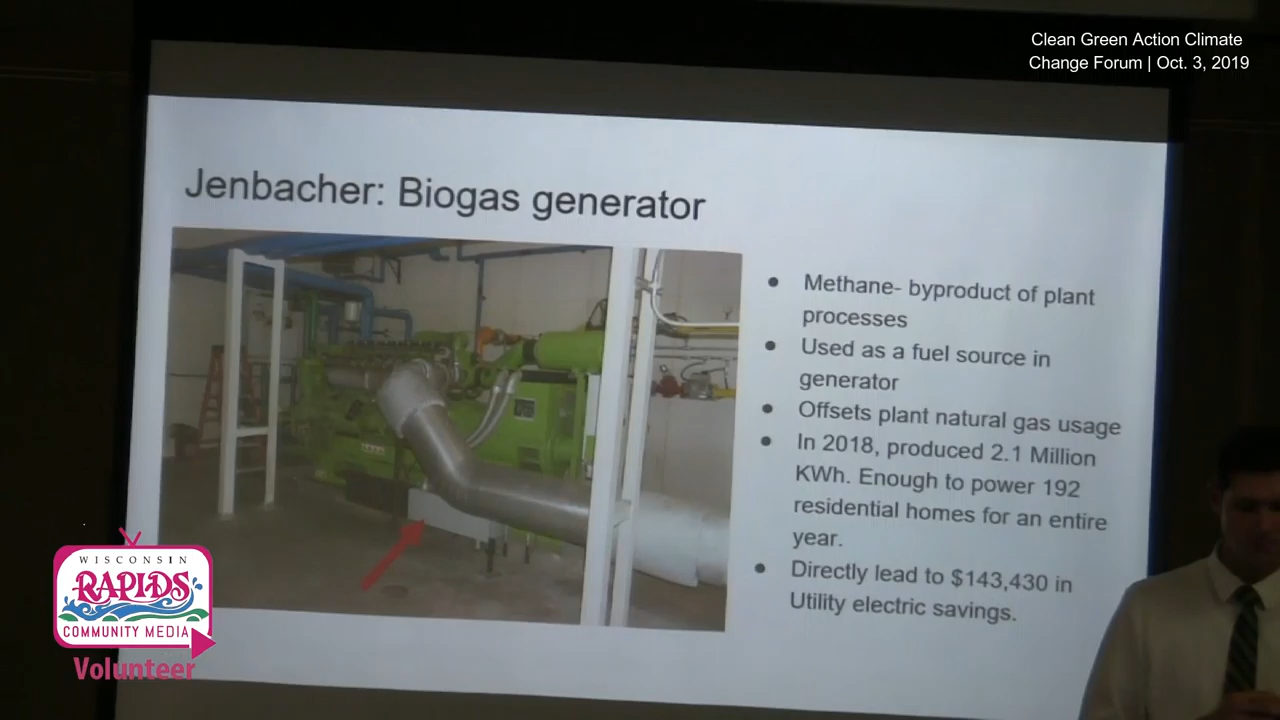 Clean Green Action Climate
Change Forum | Oct. 3, 2019
Jenbacher: Biogas generator
● Methane- byproduct of plant
processes
● Used as a fuel source in
generator
● Offsets plant natural gas usage
● In 2018, produced 2.1 Million
KWh. Enough to power 192
residential homes for an entire
year.
● Directly lead to $143,430 in
Utility electric savings.
WISCONSIN
RAPIDS
COMMUNITY MEDIA
Volunteer